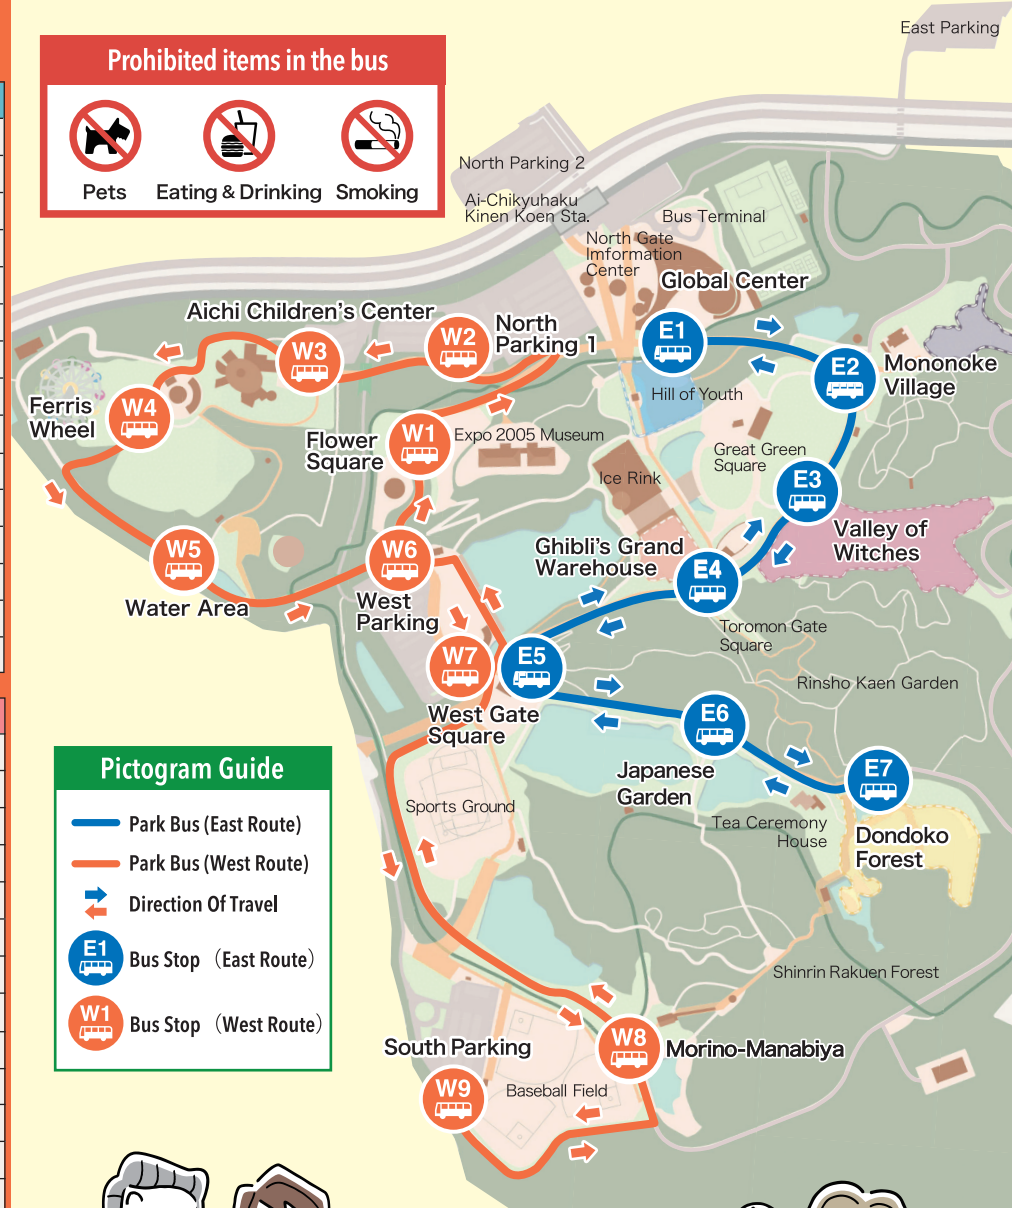 East Parking
Prohibited items in the bus
Pets
Eating & Drinking
Smoking
North Parking 2
Ai-Chikyuhaku
Kinen Koen Sta.
Bus Terminal
North Gate
Imformation
Center
Global Center
E1
Aichi Children's Center
W3
W2
North
Parking 1
E2
Mononoke
Village
Ferris
Wheel
W4
Hill of Youth
Flower
Square
W1
Expo 2005 Museum
Great Green
Square
Ice Rink
E3
Valley of
Witches
W5
Water Area
W6
West
Parking
Ghibli's Grand
Warehouse
E4
Toromon Gate
Square
W7
E5
West Gate
Square
Rinsho Kaen Garden
E6
Japanese
Garden
E7
Tea Ceremony
House
Dondoko
Forest
Sports Ground
Pictogram Guide
Park Bus (East Route)
Park Bus (West Route)
Direction Of Travel
E1
Bus Stop （East Route）
W1
Bus Stop （West Route）
Shinrin Rakuen Forest
South Parking
W8
Morino-Manabiya
W9
Baseball Field